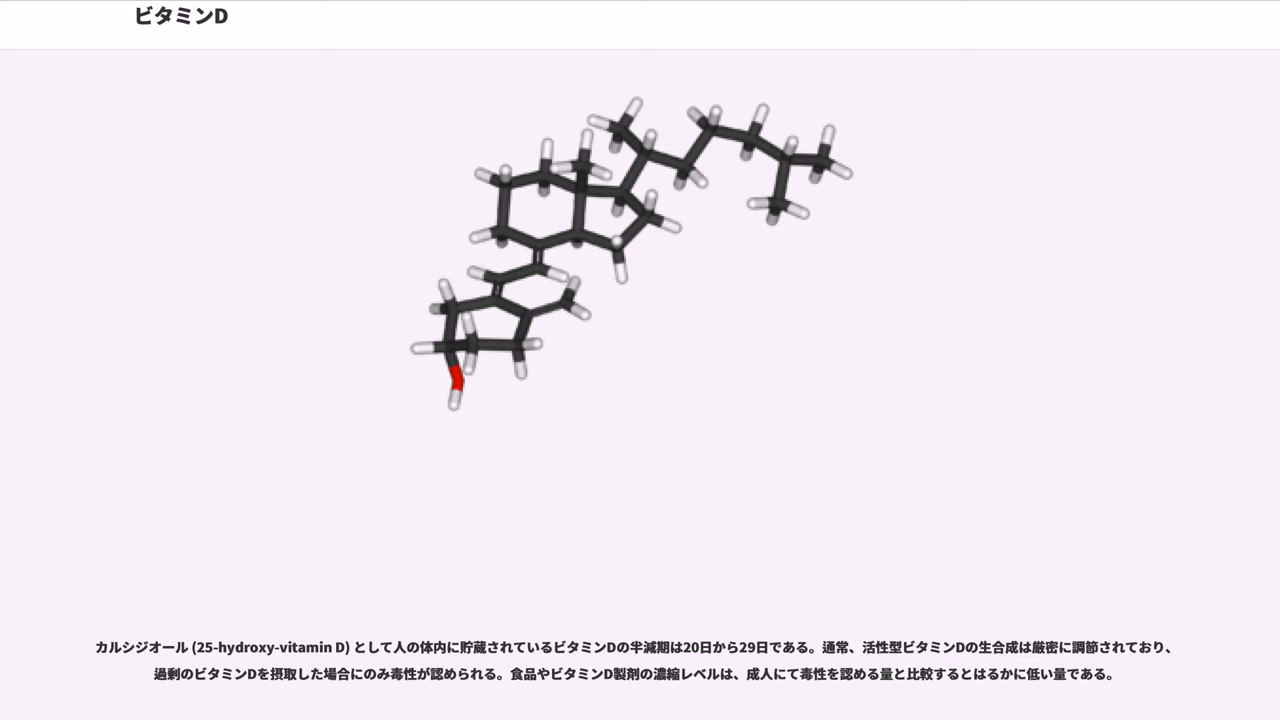 ビタミンD
カルシジオール (25-hydroxy-vitamin D) として人の体内に貯蔵されているビタミンDの半減期は20日から29日である。通常、活性型ビタミンDの生合成は厳密に調節されており、
過剰のビタミンDを摂取した場合にのみ毒性が認められる。食品やビタミンD製剤の濃縮レベルは、成人にて毒性を認める量と比較するとはるかに低い量である。